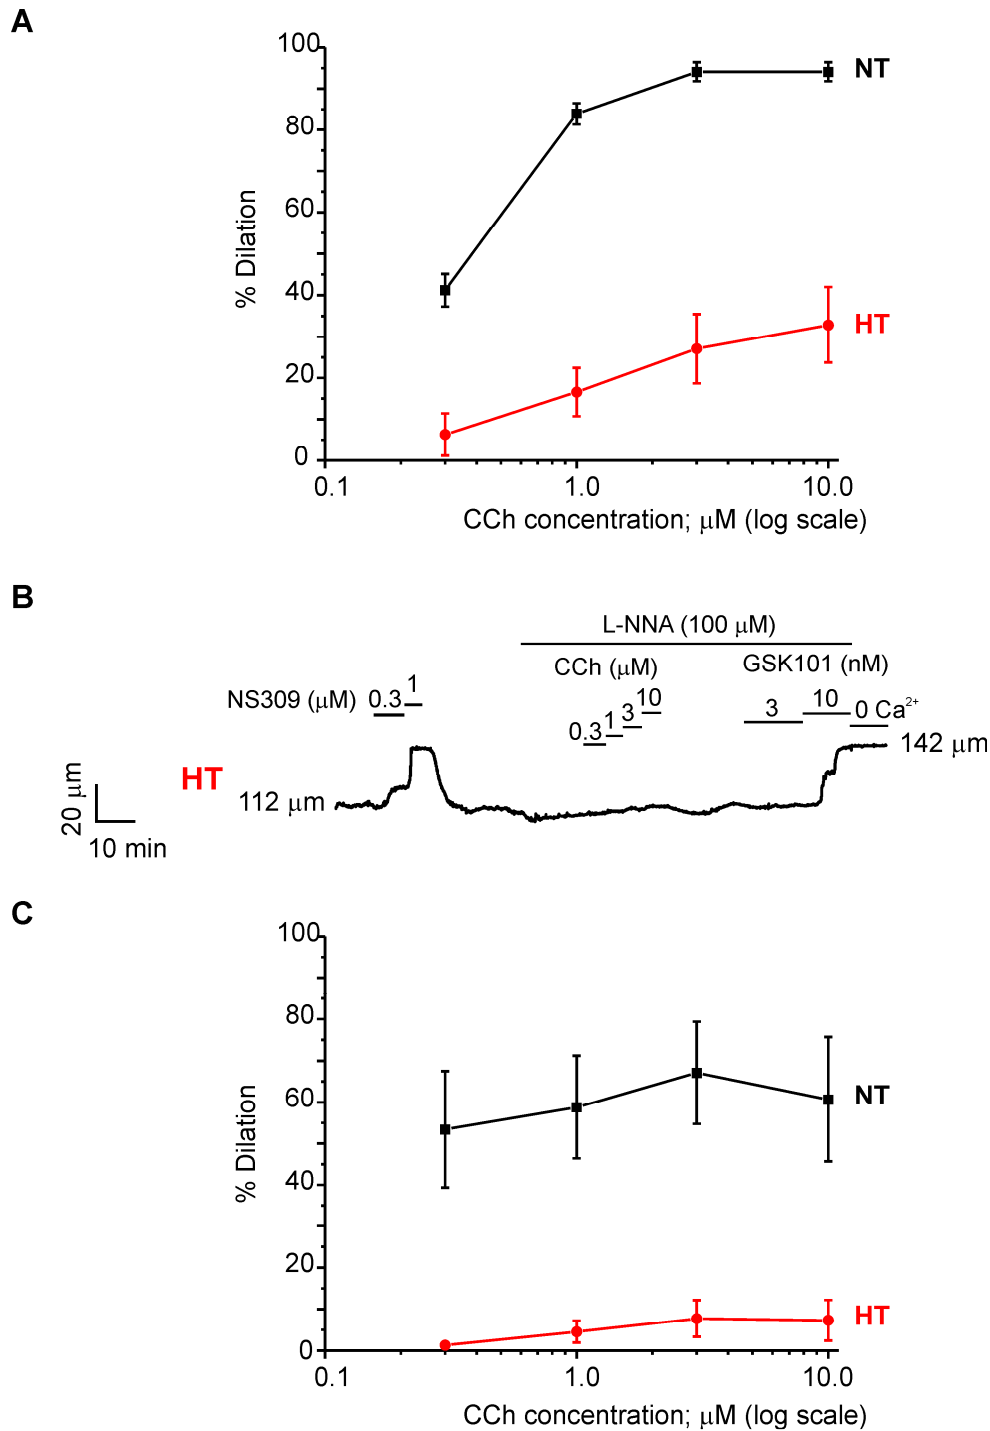 A
100
80
60
40
20
0
% Dilation
NT
HT
0.1
1.0
10.0
CCh concentration; μM (log scale)
B
L-NNA (100 μM)
CCh (μM)
GSK101 (nM)
NS309 (μM)
0.3
1
0.3
1
3
10
3
10
0 Ca²⁺
HT
112 μm
142 μm
20 μm
10 min
C
100
80
60
40
20
0
% Dilation
NT
HT
0.1
1.0
10.0
CCh concentration; μM (log scale)